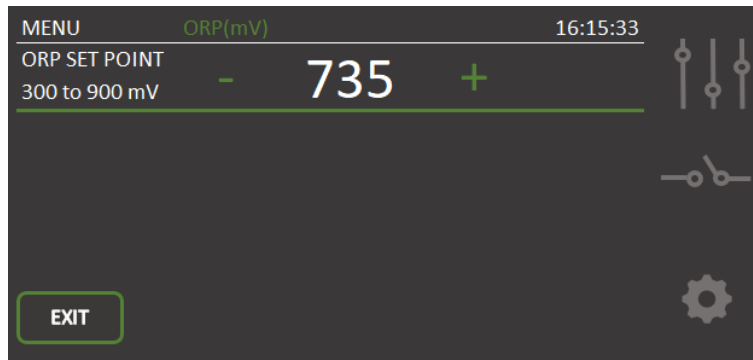 MENU ORP(mV) 16:15:33
ORP SET POINT
300 to 900 mV - 735 +
EXIT